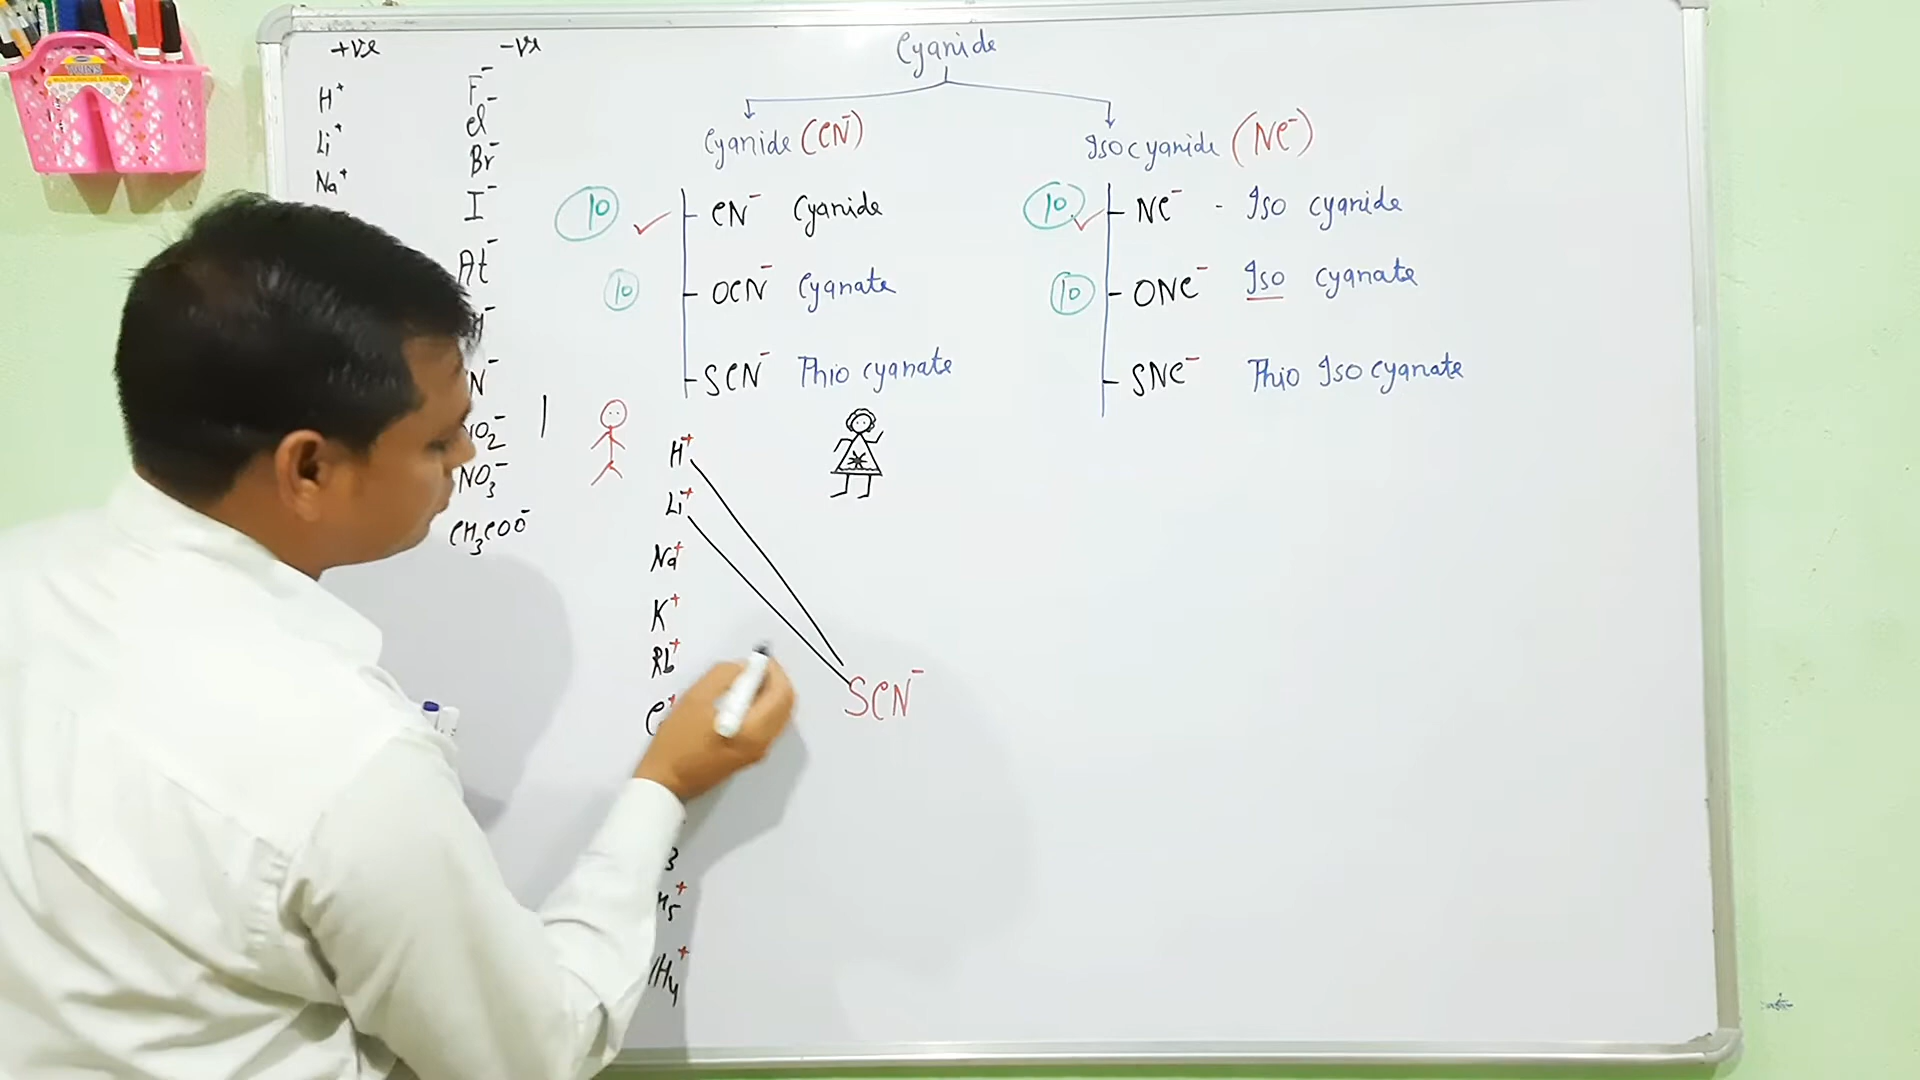 +ve
-ve
H⁺
Li⁺
Na⁺
F⁻
Cl⁻
Br⁻
I⁻
At⁻
NO₃⁻
CH₃COO⁻
Cyanide
Cyanide (CN⁻)
10 ✓ CN⁻ Cyanide
10 OCN⁻ Cyanate
SCN⁻ Thio cyanate
Isocyanide (NC⁻)
10 ✓ NC⁻ - Iso cyanide
10 ONC⁻ Iso cyanate
SNC⁻ Thio Iso cyanate
H⁺
Li⁺
Na⁺
K⁺
Rb⁺
SCN⁻